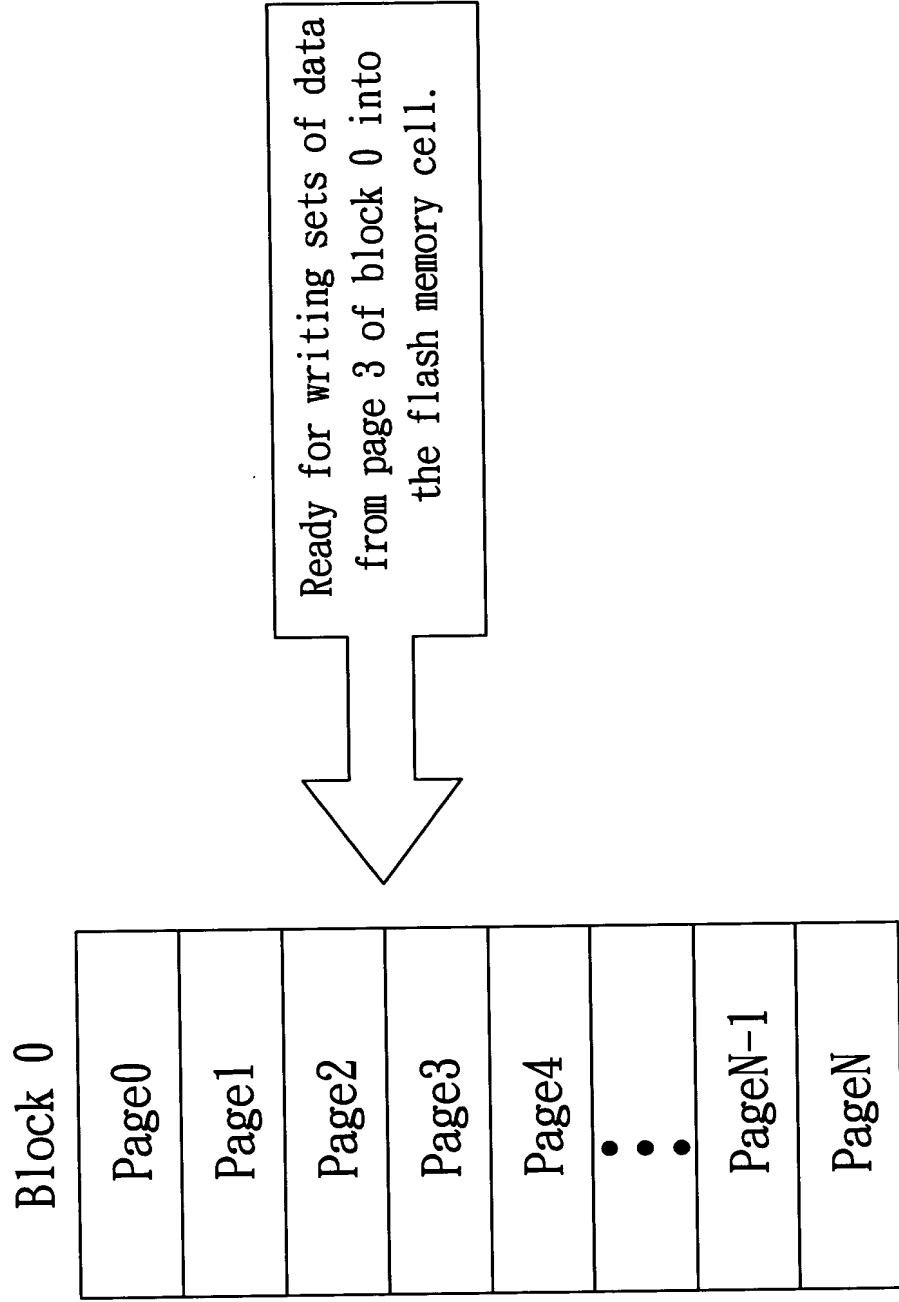 Block 0
Page0
Page1
Page2
Page3
Page4
PageN-1
PageN
Ready for writing sets of data
from page 3 of block 0 into
the flash memory cell.